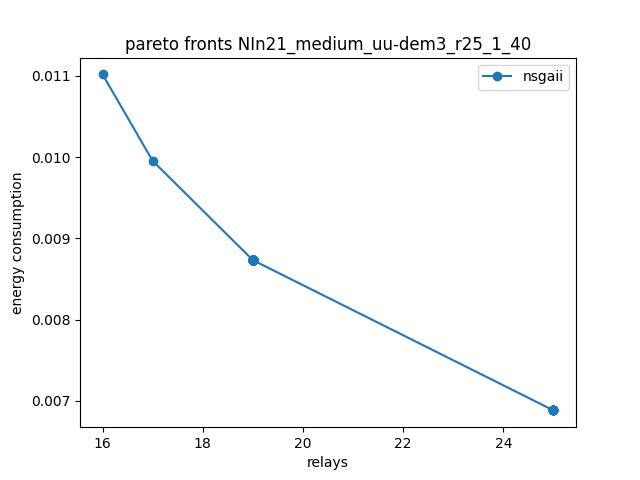 pareto fronts NIn21_medium_uu-dem3_r25_1_40
nsgaii
0.011
0.010
0.009
0.008
0.007
energy consumption
16 18 20 22 24
relays